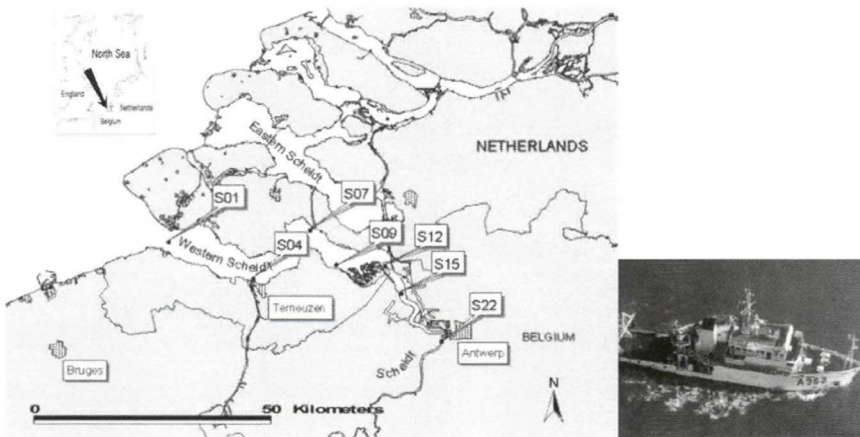 North Sea
England
Netherlands
Belgium
NETHERLANDS
Eastern Scheldt
S01
S07
Western Scheldt
S04
S09
S12
S15
Terneuzen
S22
BELGIUM
Antwerp
Bruges
Scheldt
N
0 50 Kilometers
A962